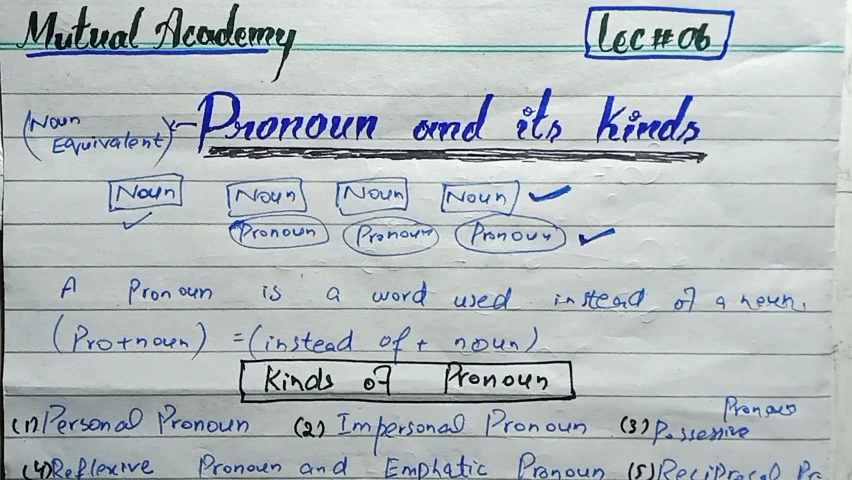 Mutual Academy Lec # 06
(Noun Equivalent) ← Pronoun and its Kinds
Noun Noun Noun Noun ✓
✓ Pronoun Pronoun Pronoun ✓
A Pronoun is a word used instead of a noun.
(Pro+noun) = (instead of + noun)
Kinds of Pronoun
(1) Personal Pronoun (2) Impersonal Pronoun (3) Possessive Pronoun
(4) Reflexive Pronoun and Emphatic Pronoun (5) Reciprocal Pr